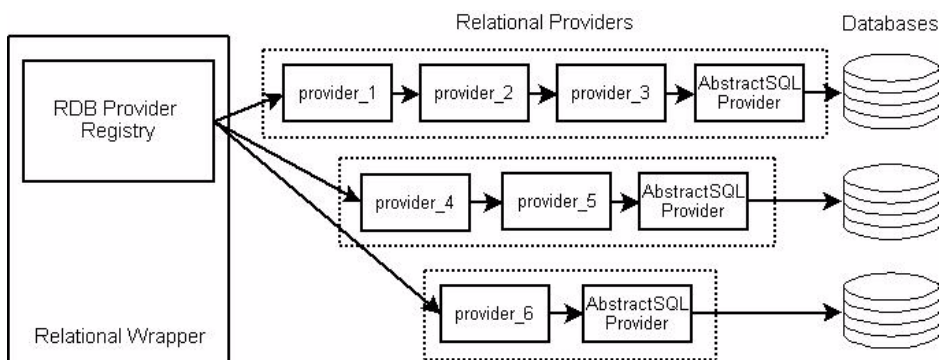 Relational Providers
Databases
RDB Provider
Registry
provider_1
provider_2
provider_3
AbstractSQL
Provider
provider_4
provider_5
AbstractSQL
Provider
provider_6
AbstractSQL
Provider
Relational Wrapper